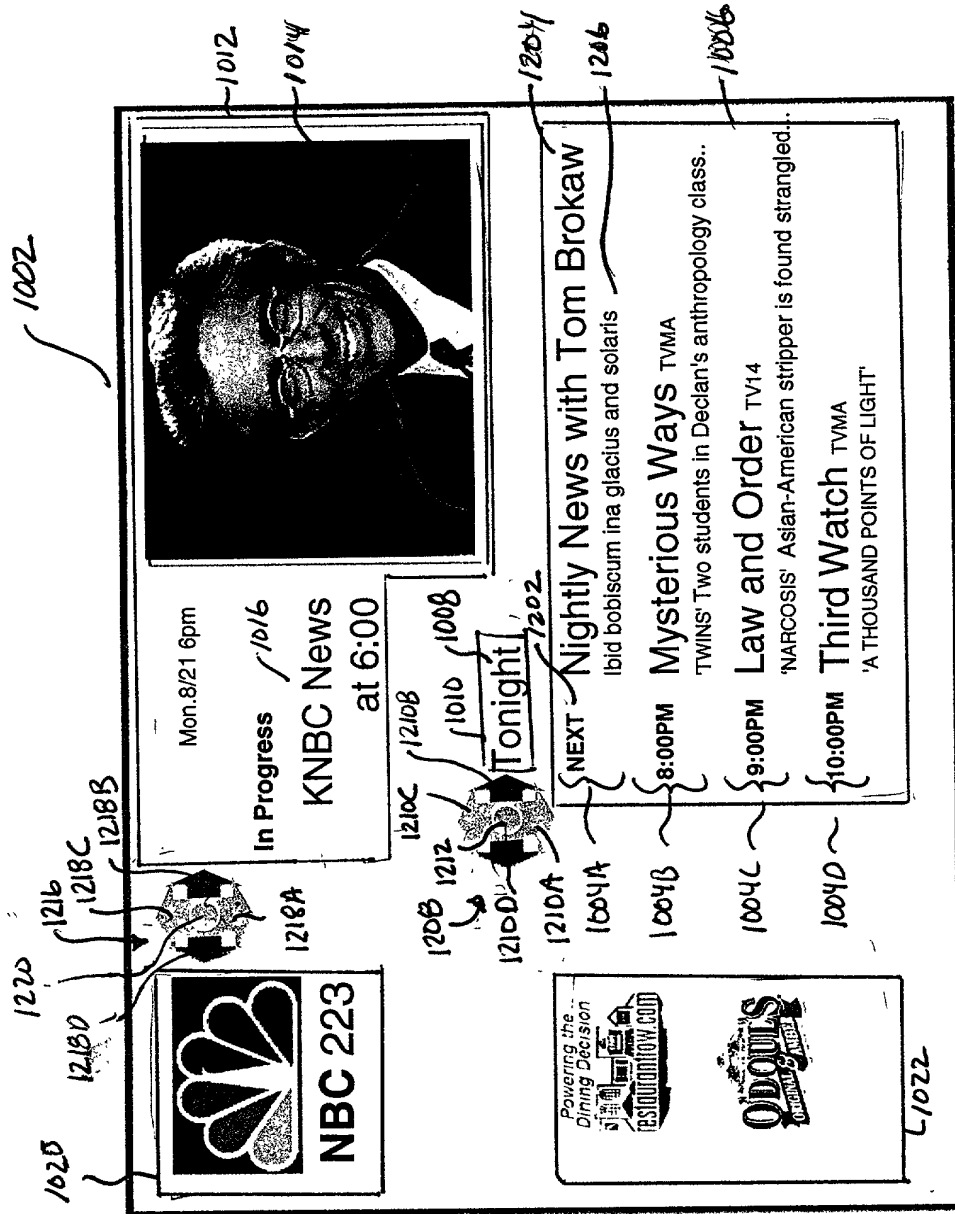 1002
1012
1014
1020
1218D
1220
1216
1218C
1218B
1218A
NBC 223
Mon.8/21 6pm
In Progress
1016
KNBC News
at 6:00
1208
1210D
1212
1210C
1210B
1210A
1010
1008
Tonight
1202
1204
1206
1006
1004A
NEXT Nightly News with Tom Brokaw
Ibid bobiscum ina glacius and solaris
1004B
8:00PM Mysterious Ways TVMA
'TWINS' Two students in Declan's anthropology class..
1004C
9:00PM Law and Order TV14
'NARCOSIS' Asian-American stripper is found strangled...
1004D
10:00PM Third Watch TVMA
'A THOUSAND POINTS OF LIGHT'
Powering the..
Dining Decision
restaurantrow.com
ODOUL'S
ORIGINAL & AMBER
1022